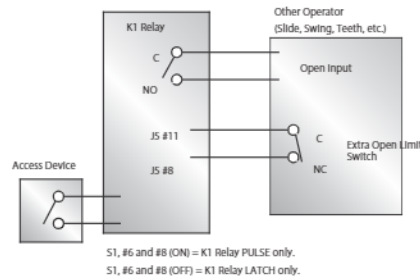 Other Operator
(Slide, Swing, Teeth, etc.)
K1 Relay
C
Open Input
NO
J5 #11
C
Extra Open Limit
Switch
J5 #8
NC
Access Device
S1, #6 and #8 (ON) = K1 Relay PULSE only.
S1, #6 and #8 (OFF) = K1 Relay LATCH only.